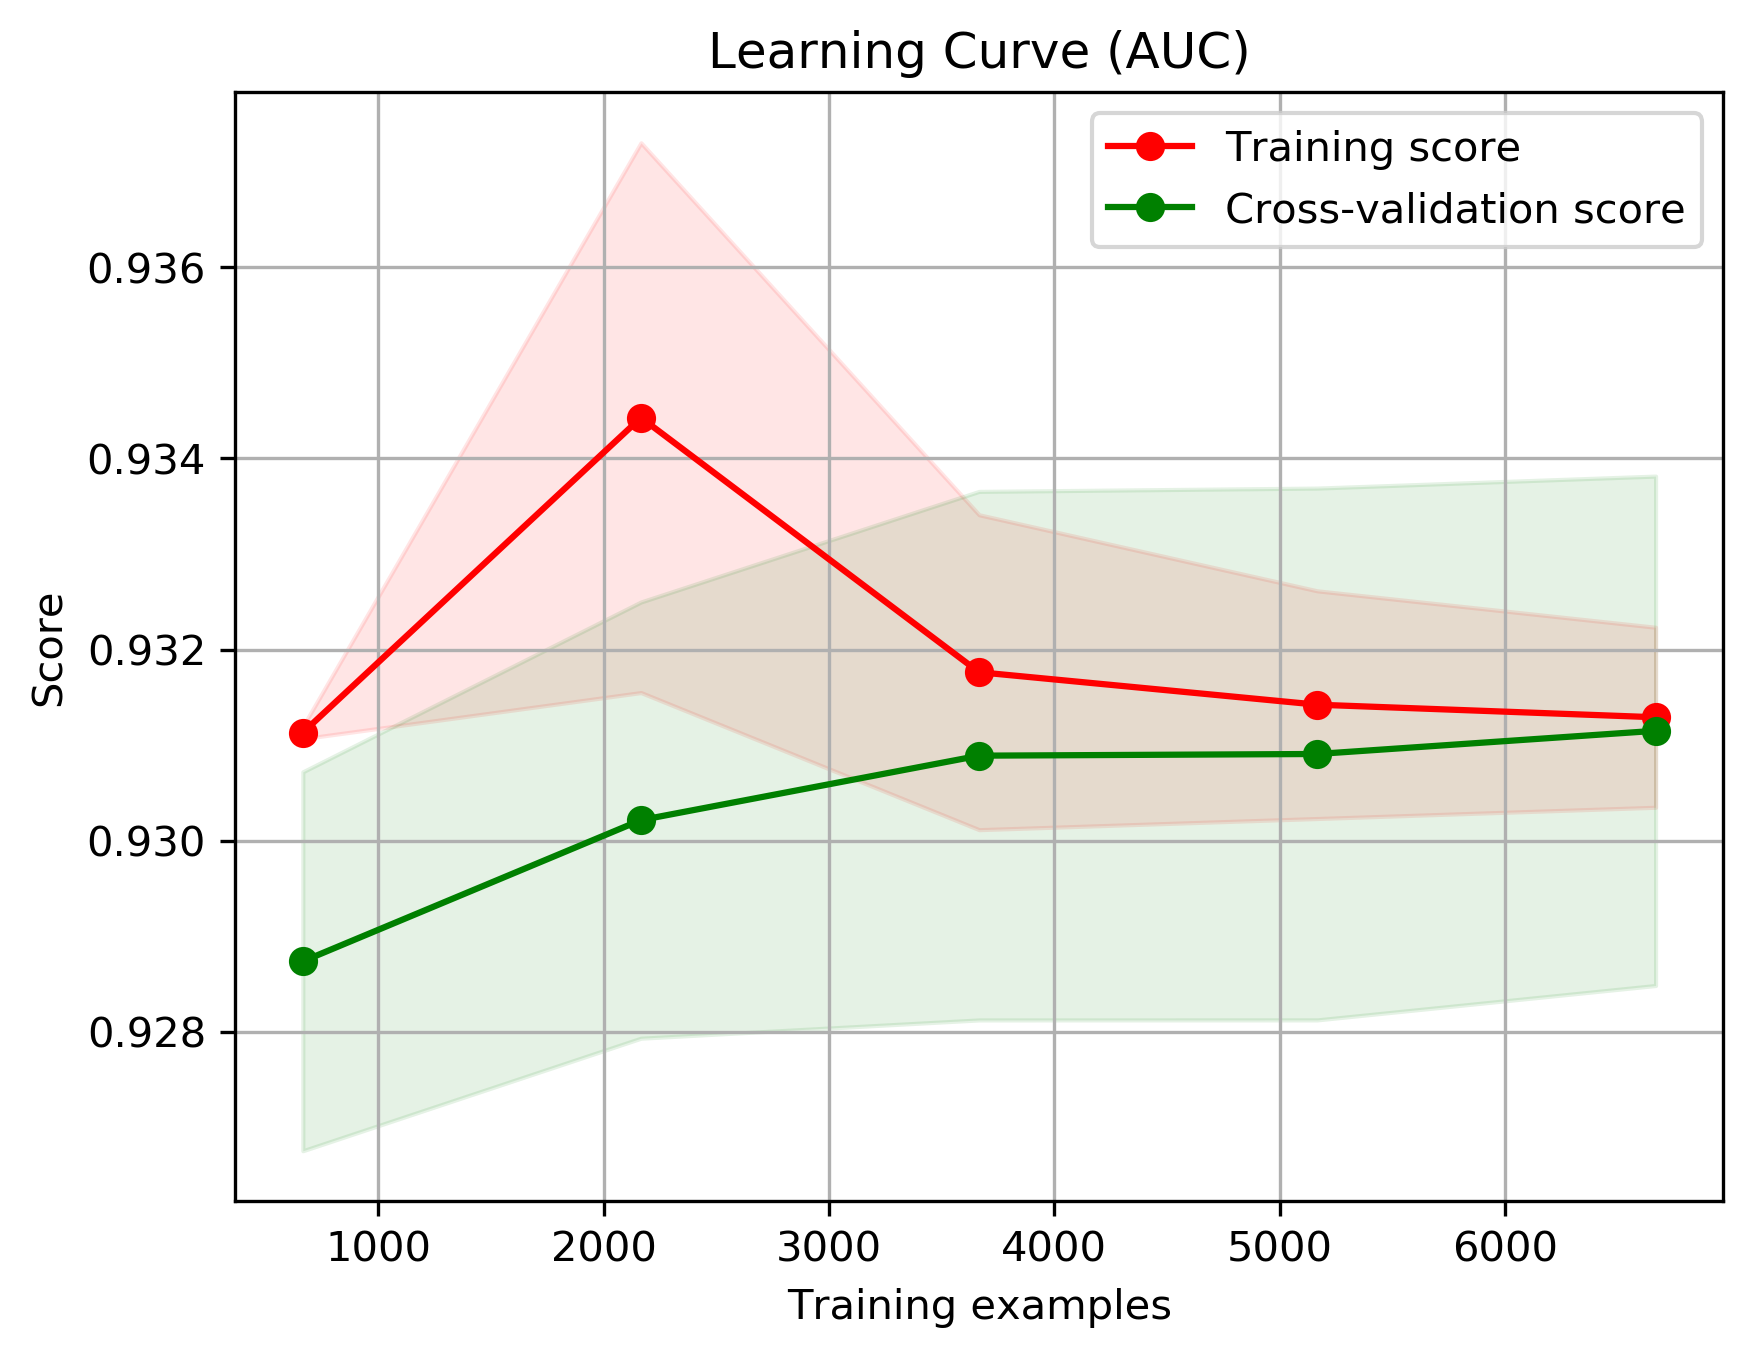 Learning Curve (AUC)
Training score
Cross-validation score
0.936
0.934
0.932
0.930
0.928
Score
1000 2000 3000 4000 5000 6000
Training examples